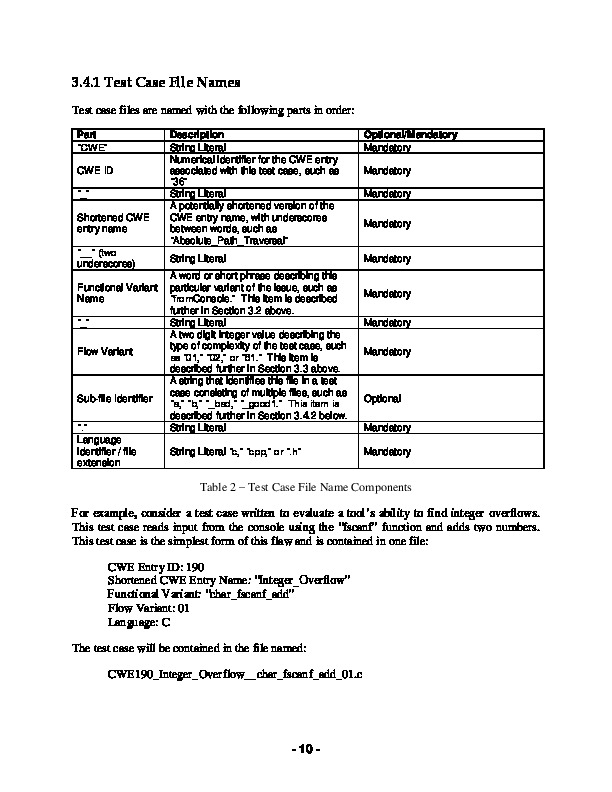 3.4.1 Test Case File Names
Test case files are named with the following parts in order:
Part Description Optional/Mandatory
"CWE" String Literal Mandatory
CWE ID Numerical identifier for the CWE entry associated with this test case, such as "36" Mandatory
"_" String Literal Mandatory
Shortened CWE entry name A potentially shortened version of the CWE entry name, with underscores between words, such as "Absolute_Path_Traversal" Mandatory
"__" (two underscores) String Literal Mandatory
Functional Variant Name A word or short phrase describing this particular variant of the issue, such as "fromConsole." This item is described further in Section 3.2 above. Mandatory
"_" String Literal Mandatory
Flow Variant A two digit integer value describing the type of complexity of the test case, such as "01," "02," or "81." This item is described further in Section 3.3 above. Mandatory
Sub-file Identifier A string that identifies this file in a test case consisting of multiple files, such as "a," "b," "_bad," "_good1." This item is described further in Section 3.4.2 below. Optional
"." String Literal Mandatory
Language Identifier / file extension String Literal "c," "cpp," or ".h" Mandatory
Table 2 – Test Case File Name Components
For example, consider a test case written to evaluate a tool's ability to find integer overflows.
This test case reads input from the console using the "fscanf" function and adds two numbers.
This test case is the simplest form of this flaw and is contained in one file:
CWE Entry ID: 190
Shortened CWE Entry Name: "Integer_Overflow"
Functional Variant: "char_fscanf_add"
Flow Variant: 01
Language: C
The test case will be contained in the file named:
CWE190_Integer_Overflow__char_fscanf_add_01.c
- 10 -